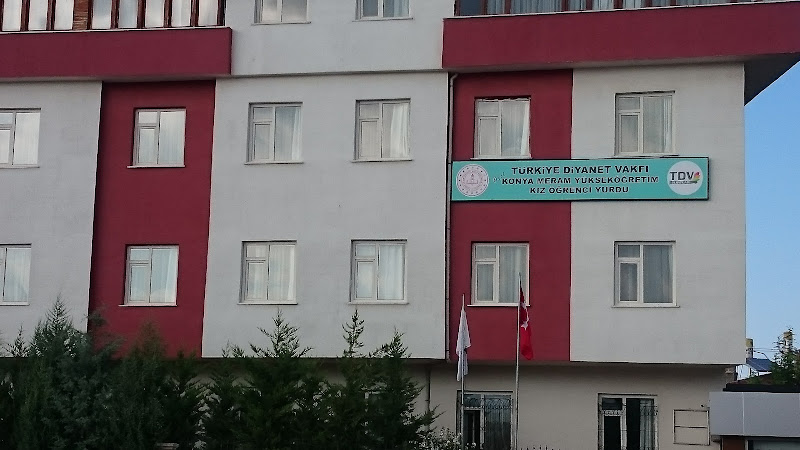 TÜRKİYE DİYANET VAKFI
KONYA MERAM YÜKSEKÖĞRETİM
KIZ ÖĞRENCİ YURDU
TDV